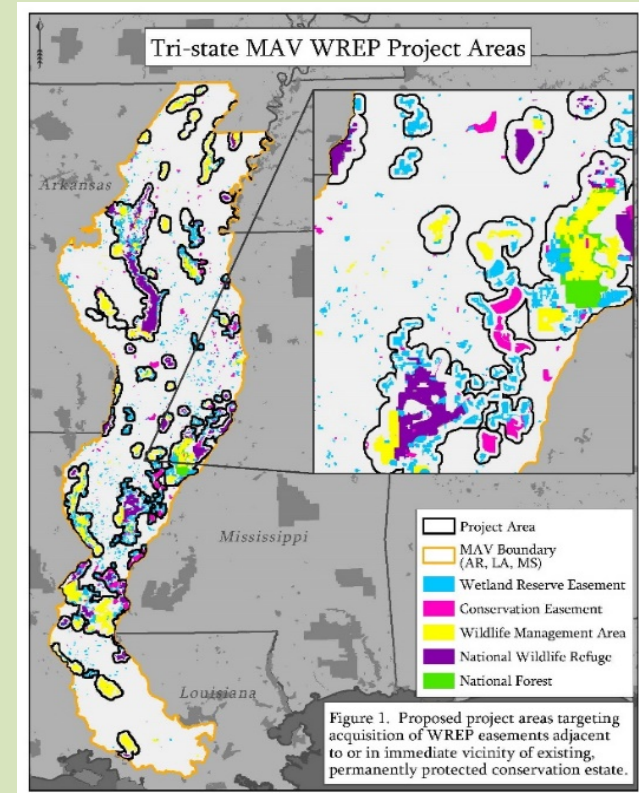 Tri-state MAV WREP Project Areas
Arkansas
Mississippi
Louisiana
Project Area
MAV Boundary
(AR, LA, MS)
Wetland Reserve Easement
Conservation Easement
Wildlife Management Area
National Wildlife Refuge
National Forest
Figure 1. Proposed project areas targeting
acquisition of WREP easements adjacent
to or in immediate vicinity of existing,
permanently protected conservation estate.